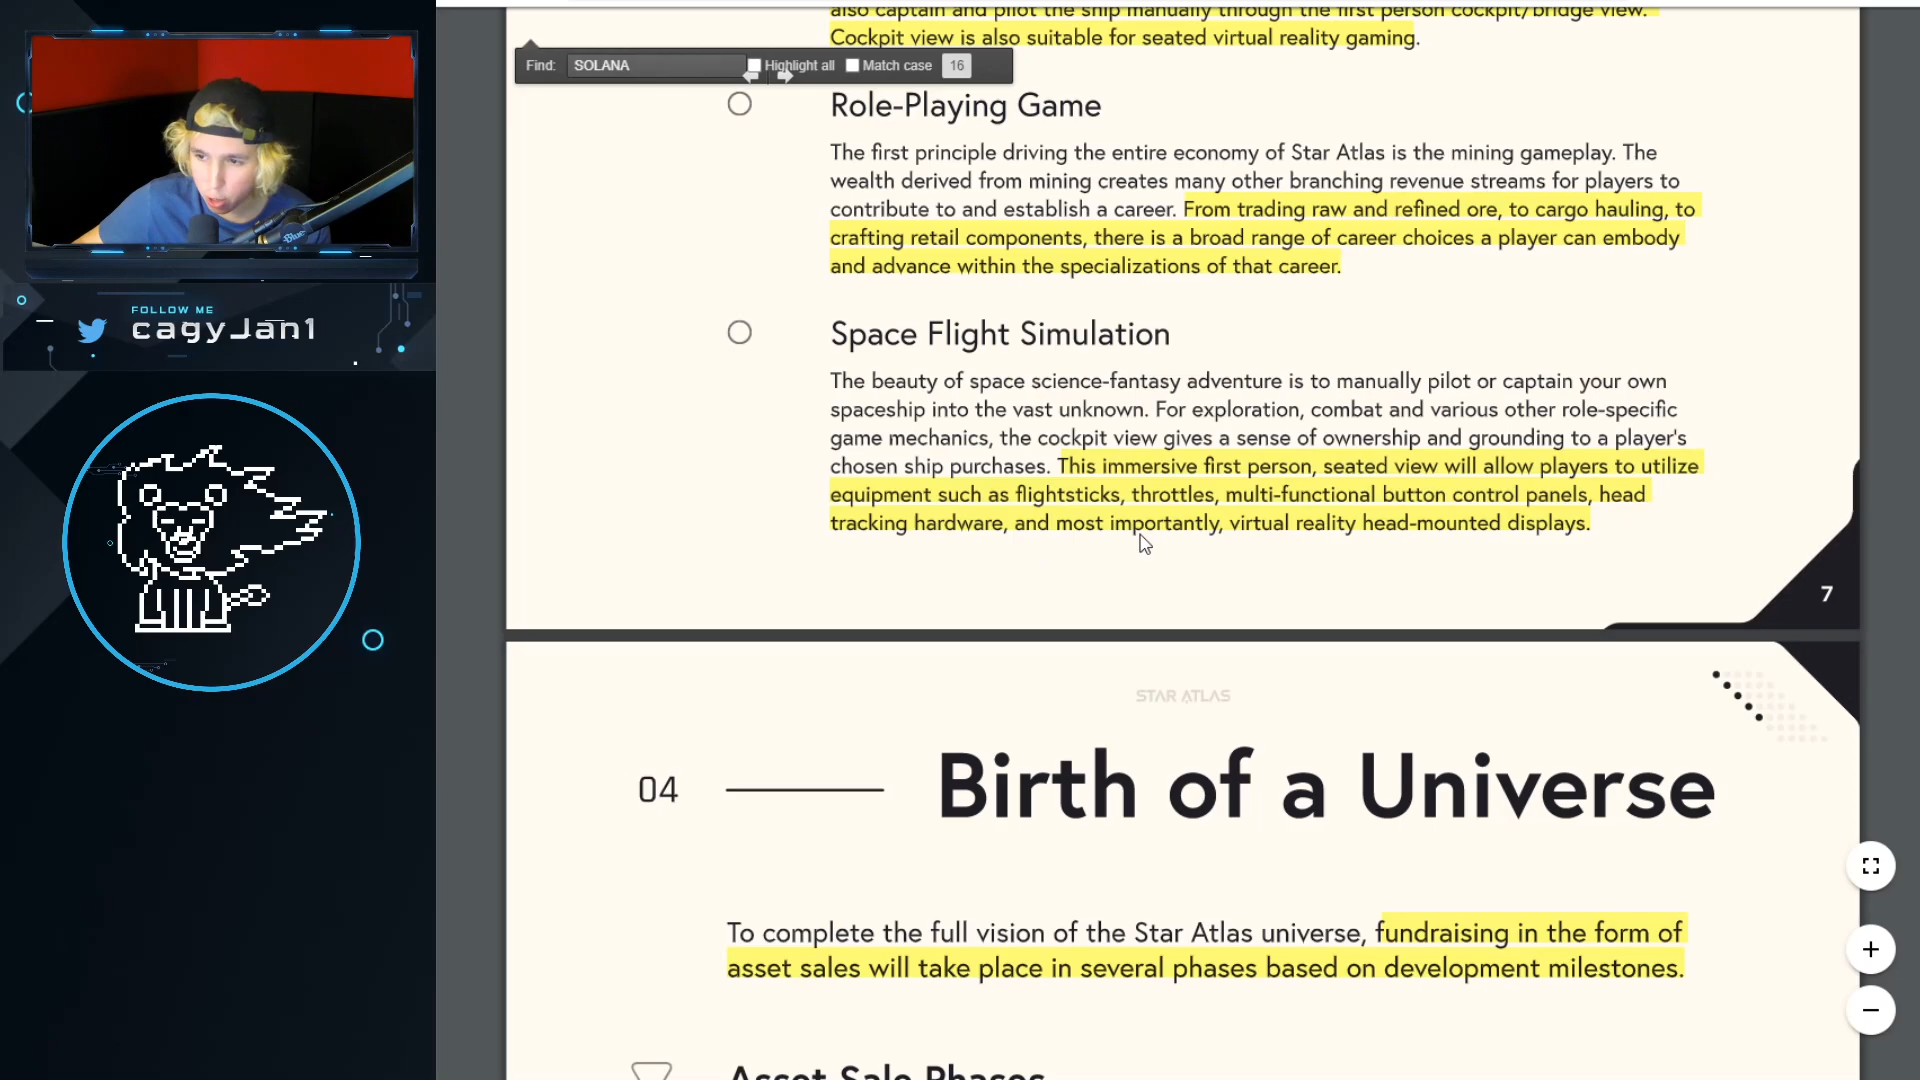 also captain and pilot the ship manually through the first person cockpit/bridge view.
Cockpit view is also suitable for seated virtual reality gaming.
Find: SOLANA Highlight all Match case 16
Role-Playing Game
The first principle driving the entire economy of Star Atlas is the mining gameplay. The
wealth derived from mining creates many other branching revenue streams for players to
contribute to and establish a career. From trading raw and refined ore, to cargo hauling, to
crafting retail components, there is a broad range of career choices a player can embody
and advance within the specializations of that career.
FOLLOW ME
cagyJan1
Space Flight Simulation
The beauty of space science-fantasy adventure is to manually pilot or captain your own
spaceship into the vast unknown. For exploration, combat and various other role-specific
game mechanics, the cockpit view gives a sense of ownership and grounding to a player's
chosen ship purchases. This immersive first person, seated view will allow players to utilize
equipment such as flightsticks, throttles, multi-functional button control panels, head
tracking hardware, and most importantly, virtual reality head-mounted displays.
7
STAR ATLAS
04 Birth of a Universe
To complete the full vision of the Star Atlas universe, fundraising in the form of
asset sales will take place in several phases based on development milestones.
Asset Sale Phases